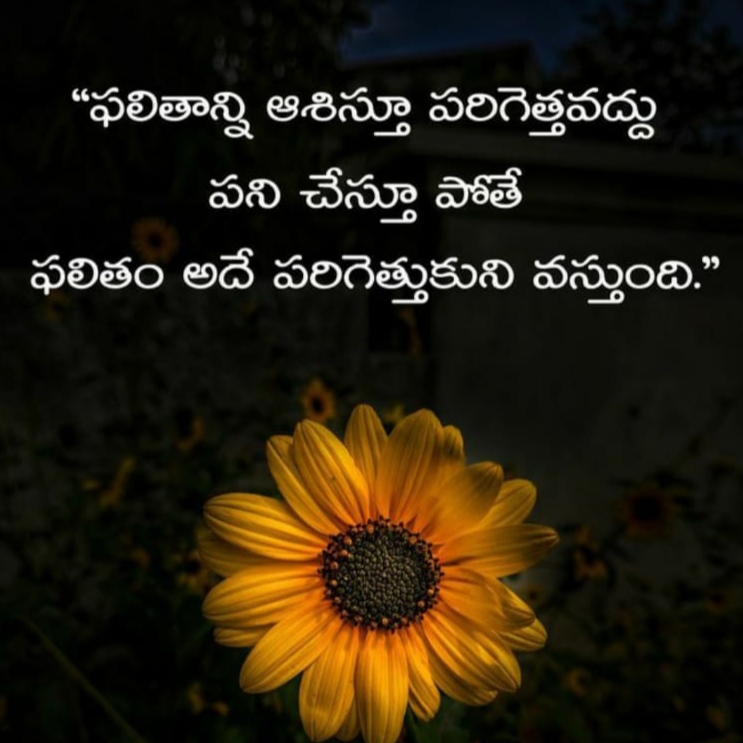 “ఫలితాన్ని ఆశిస్తూ పరిగెత్తవద్దు
పని చేస్తూ పోతే
ఫలితం అదే పరిగెత్తుకుని వస్తుంది.”